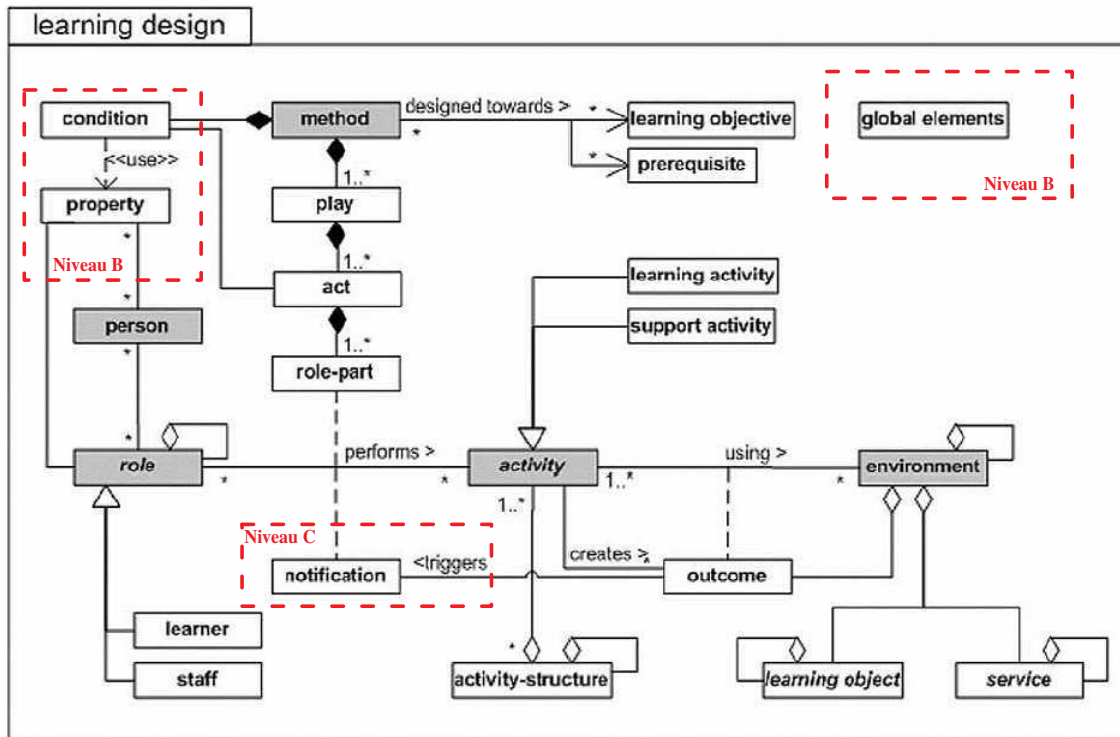 learning design
condition
method
designed towards >
*
*
learning objective
global elements
<<use>>
*
prerequisite
Niveau B
1..*
property
play
*
Niveau B
1..*
learning activity
act
*
person
support activity
*
1..*
role-part
*
role
performs >
activity
using >
environment
*
*
1..*
*
1..*
Niveau C
<triggers
creates >
*
notification
outcome
learner
*
staff
activity-structure
learning object
service